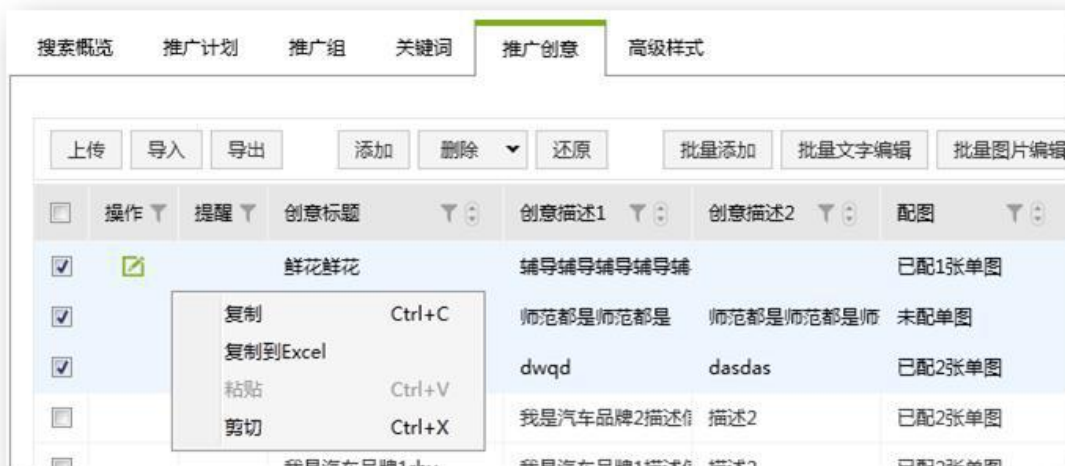 搜索概览 推广计划 推广组 关键词 推广创意 高级样式
上传 导入 导出 添加 删除 还原 批量添加 批量文字编辑 批量图片编辑
操作 提醒 创意标题 创意描述1 创意描述2 配图
鲜花鲜花 辅导辅导辅导辅导辅 已配1张单图
复制 Ctrl+C 师范都是师范都是 师范都是师范都是师 未配单图
复制到Excel
dwqd dasdas 已配2张单图
粘贴 Ctrl+V
剪切 Ctrl+X 我是汽车品牌2描述信 描述2 已配2张单图